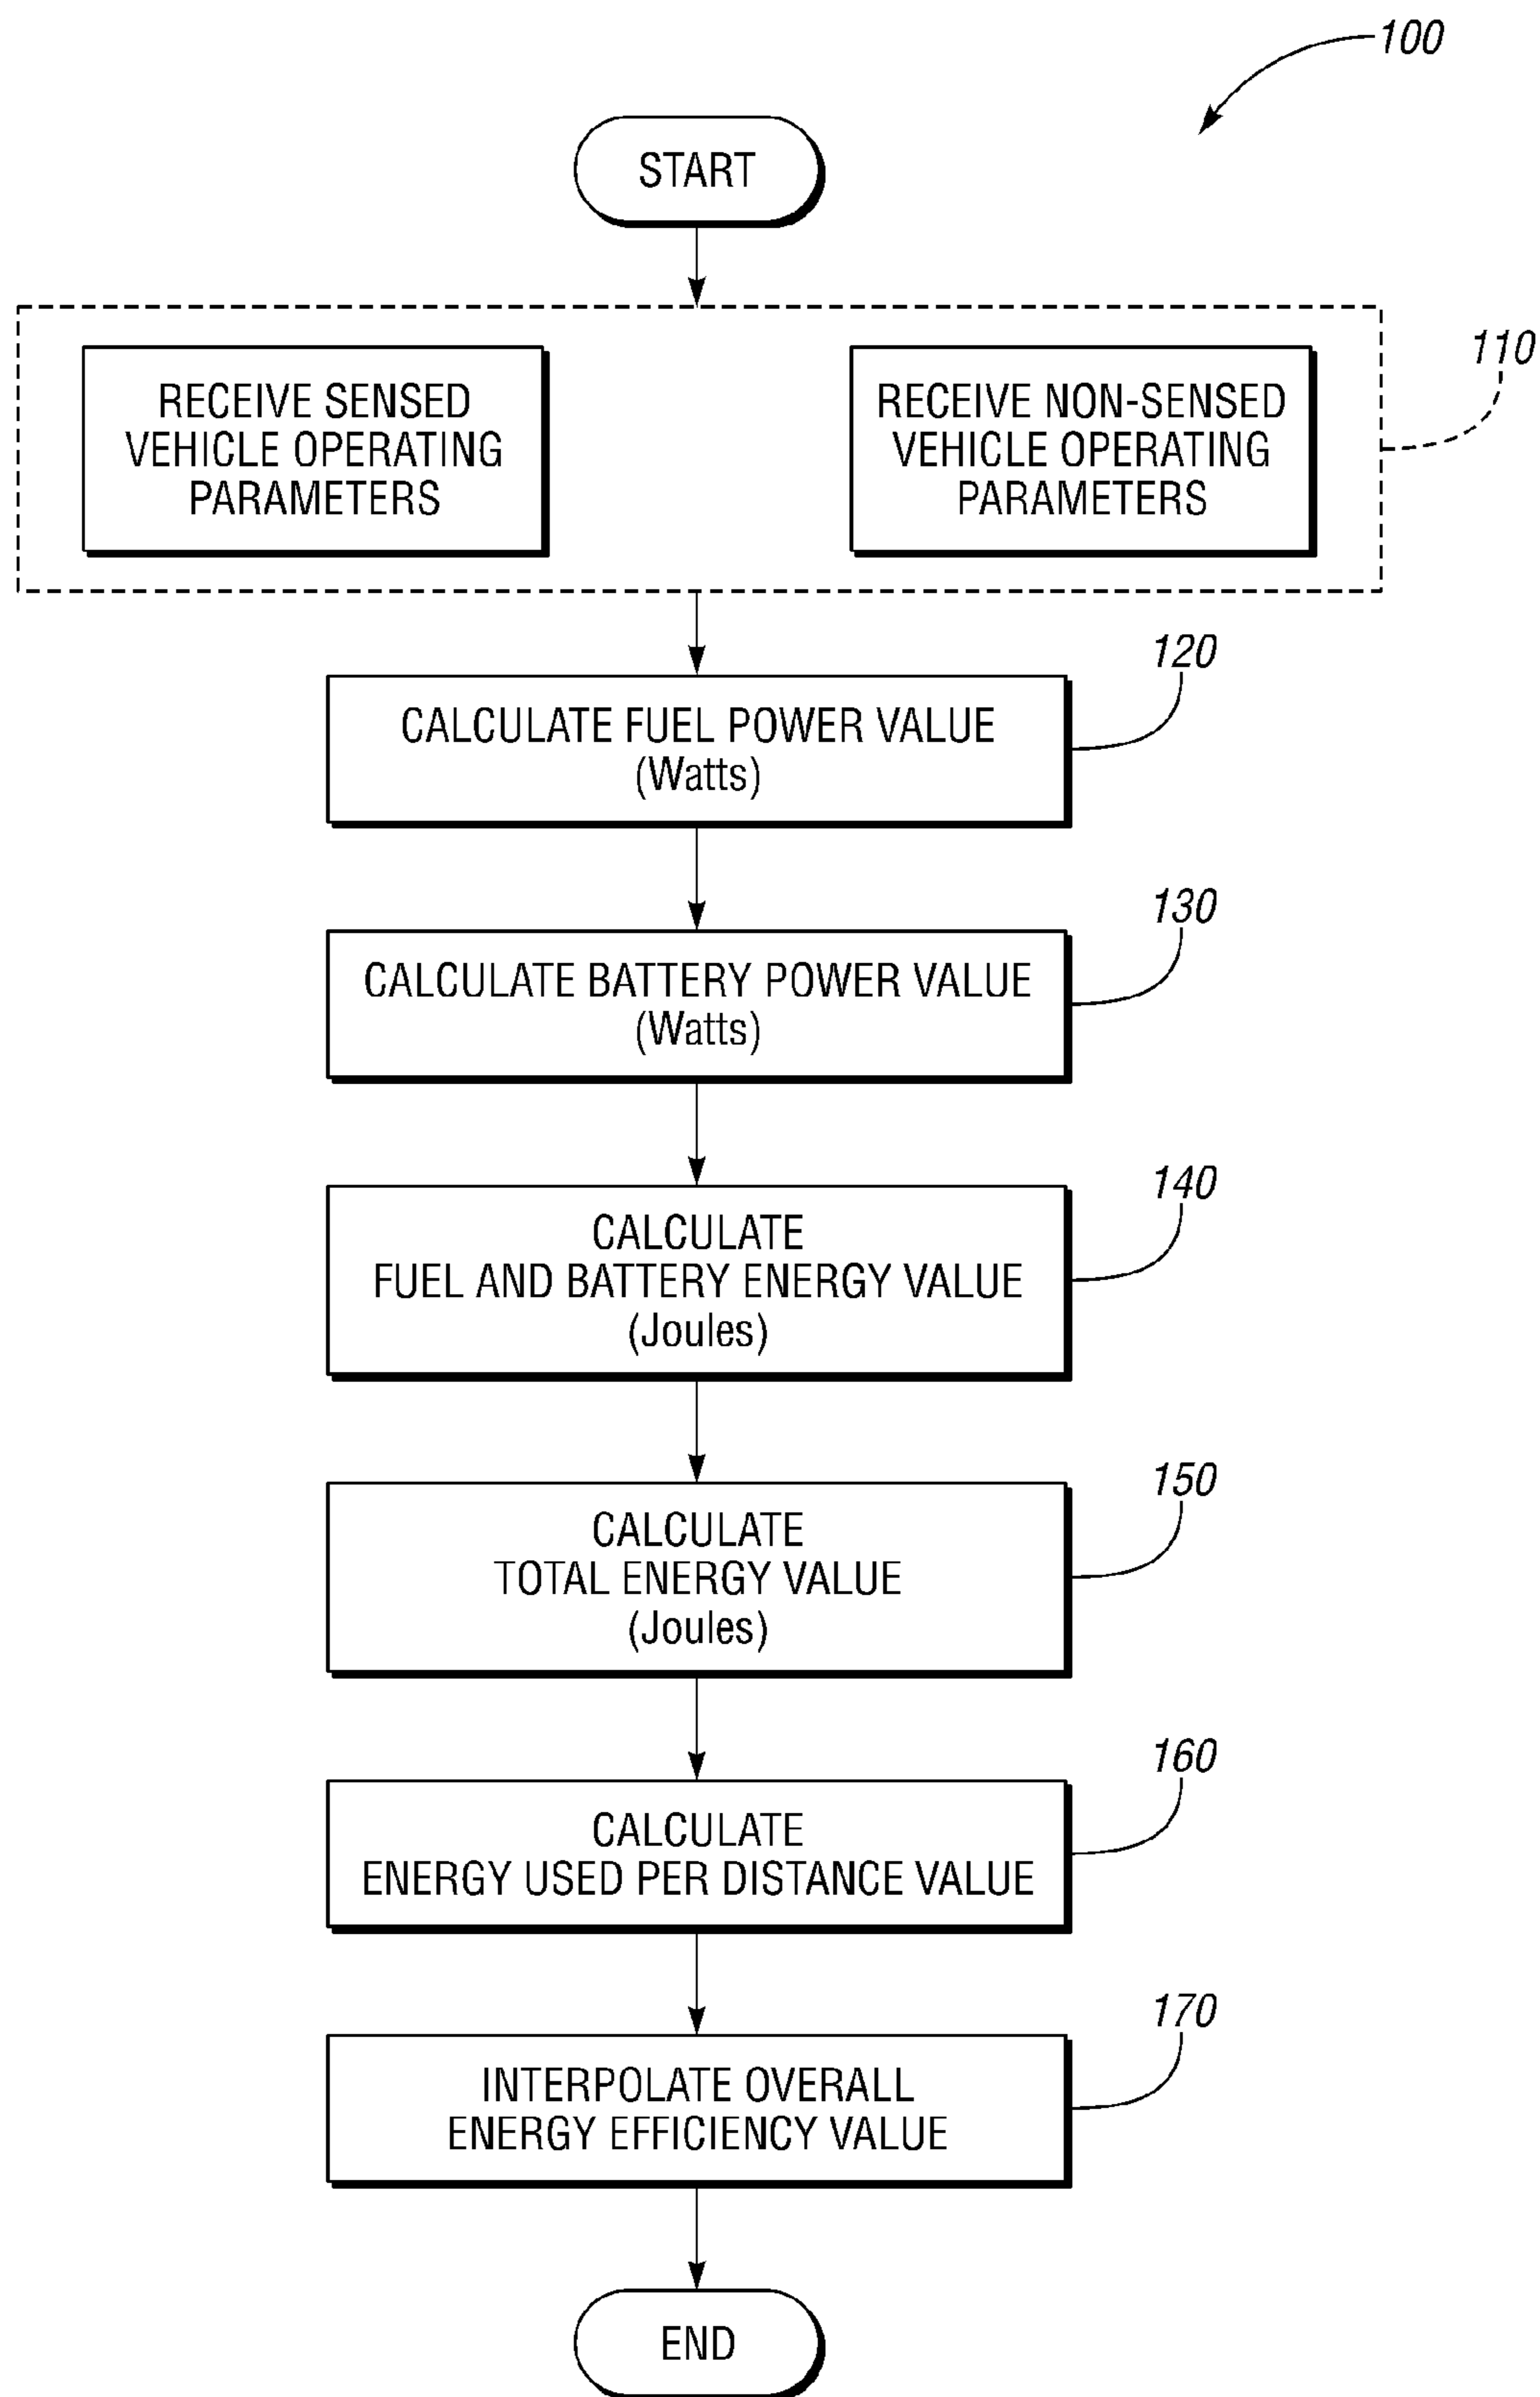 100
START
RECEIVE SENSED
VEHICLE OPERATING
PARAMETERS
RECEIVE NON-SENSED
VEHICLE OPERATING
PARAMETERS
110
120
CALCULATE FUEL POWER VALUE
(Watts)
130
CALCULATE BATTERY POWER VALUE
(Watts)
140
CALCULATE
FUEL AND BATTERY ENERGY VALUE
(Joules)
150
CALCULATE
TOTAL ENERGY VALUE
(Joules)
160
CALCULATE
ENERGY USED PER DISTANCE VALUE
170
INTERPOLATE OVERALL
ENERGY EFFICIENCY VALUE
END